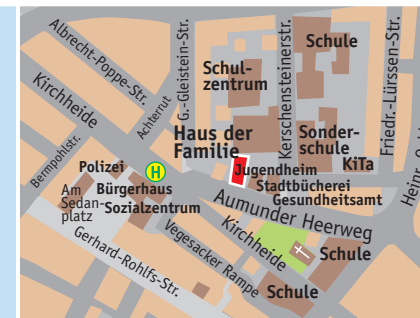 Albrecht-Poppe-Str.
Kirchheide
Achterrut
G.-Gleistein-Str.
Schul-
zentrum
Kerschensteinerstr.
Schule
Friedr.-Lürssen-Str.
Haus der
Familie
Sonder-
schule
KiTa
Bermpohlstr.
Polizei
H
Jugendheim
Stadtbücherei
Gesundheitsamt
Am
Sedan-
platz
Bürgerhaus
Sozialzentrum
Aumunder Heerweg
Kirchheide
Gerhard-Rohlfs-Str.
Vegesacker Rampe
Schule
Schule
Heinr.